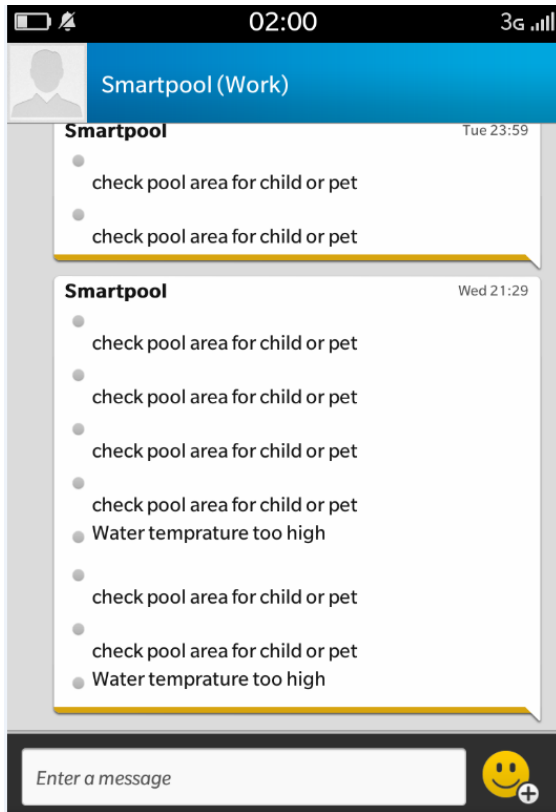 02:00
3G
Smartpool (Work)
Smartpool
Tue 23:59
check pool area for child or pet
check pool area for child or pet
Smartpool
Wed 21:29
check pool area for child or pet
check pool area for child or pet
check pool area for child or pet
check pool area for child or pet
Water temprature too high
check pool area for child or pet
check pool area for child or pet
Water temprature too high
Enter a message